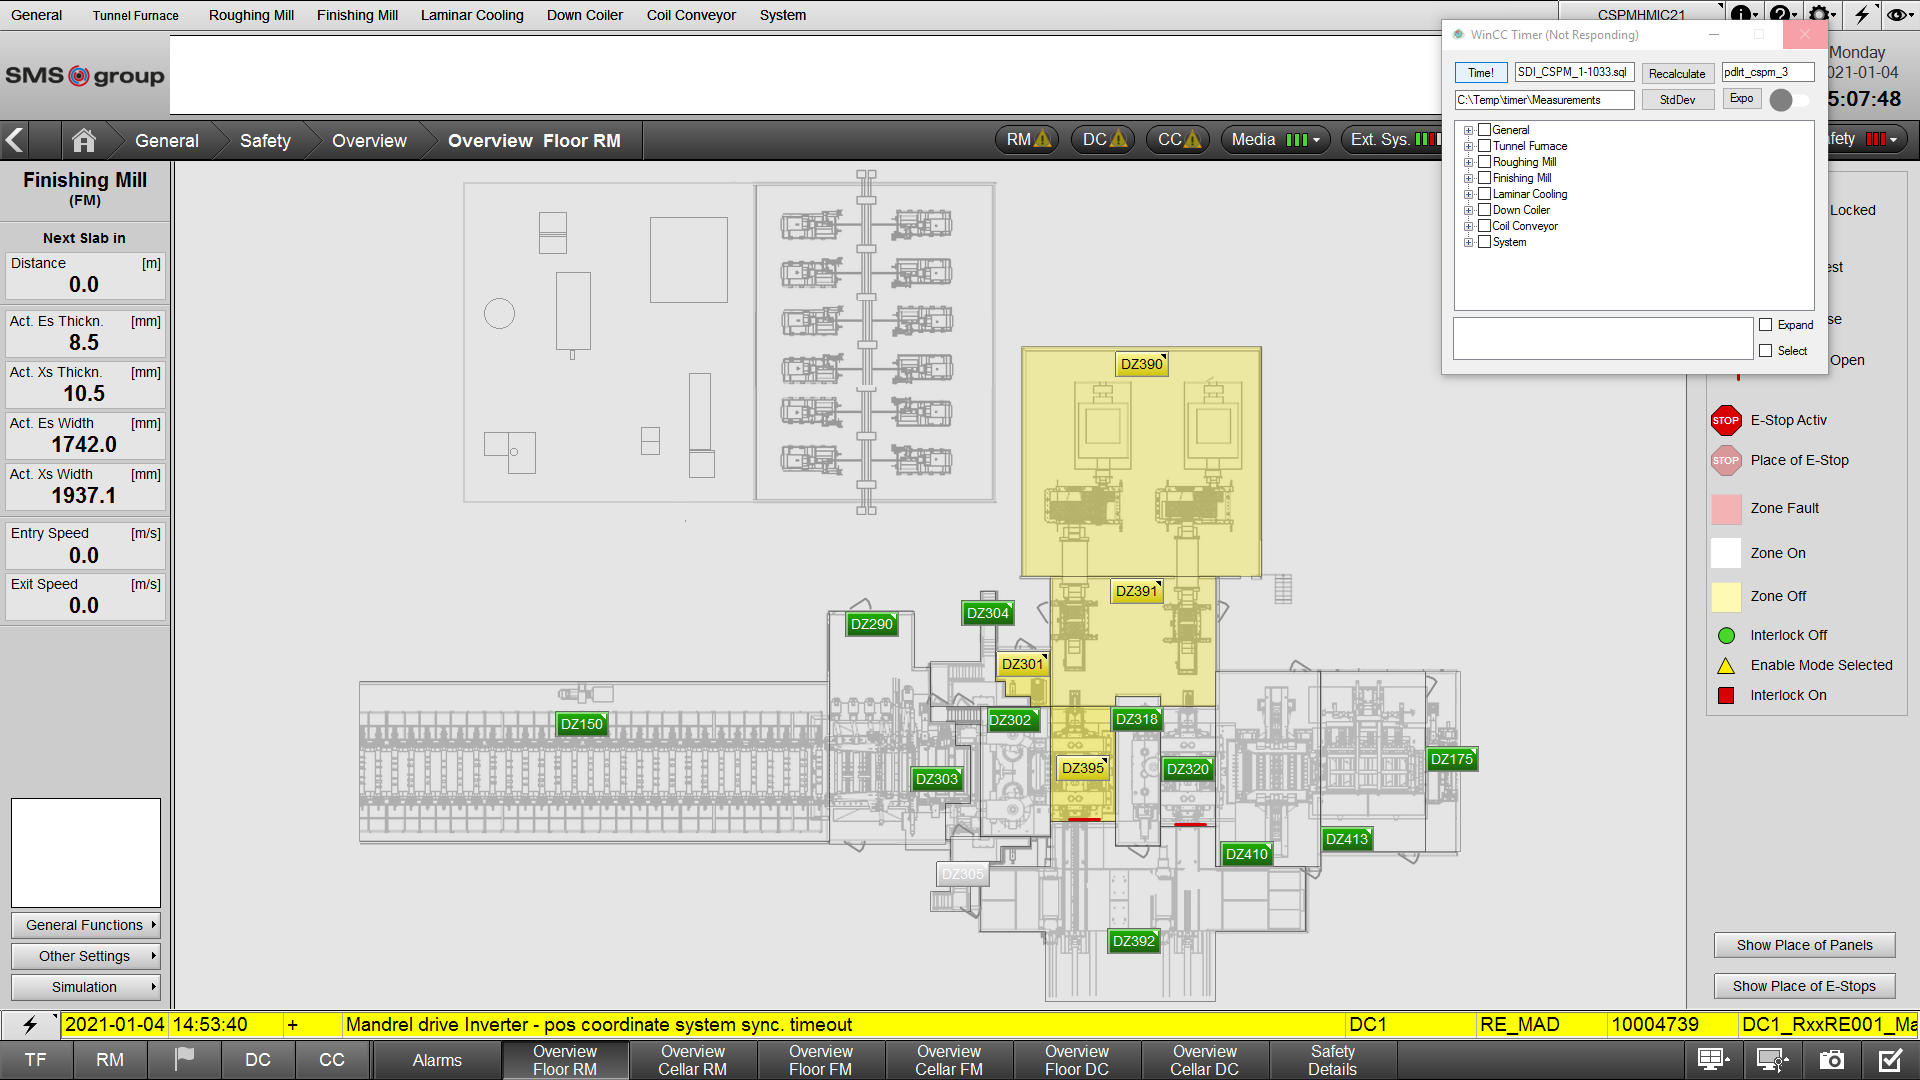 General Tunnel Furnace Roughing Mill Finishing Mill Laminar Cooling Down Coiler Coil Conveyor System CSPMHMIC21
SMS group
Monday
021-01-04
5:07:48
General Safety Overview Overview Floor RM RM DC CC Media Ext. Sys. fety
WinCC Timer (Not Responding)
Time! SDI_CSPM_1-1033.sql Recalculate pdlrt_cspm_3
C:\Temp\timer\Measurements StdDev Expo
General
Tunnel Furnace
Roughing Mill
Finishing Mill
Laminar Cooling
Down Coiler
Coil Conveyor
System
Expand
Select
Finishing Mill
(FM)
Next Slab in
Distance [m]
0.0
Act. Es Thickn. [mm]
8.5
Act. Xs Thickn. [mm]
10.5
Act. Es Width [mm]
1742.0
Act. Xs Width [mm]
1937.1
Entry Speed [m/s]
0.0
Exit Speed [m/s]
0.0
General Functions
Other Settings
Simulation
DZ390
DZ391
DZ304
DZ290
DZ301
DZ150
DZ302
DZ318
DZ395
DZ320
DZ303
DZ175
DZ413
DZ410
DZ305
DZ392
Locked
est
se
Open
STOP E-Stop Activ
STOP Place of E-Stop
Zone Fault
Zone On
Zone Off
Interlock Off
Enable Mode Selected
Interlock On
Show Place of Panels
Show Place of E-Stops
2021-01-04 14:53:40 + Mandrel drive Inverter - pos coordinate system sync. timeout DC1 RE_MAD 10004739 DC1_RxxRE001_Ma
TF RM DC CC Alarms
Overview Floor RM
Overview Cellar RM
Overview Floor FM
Overview Cellar FM
Overview Floor DC
Overview Cellar DC
Safety Details